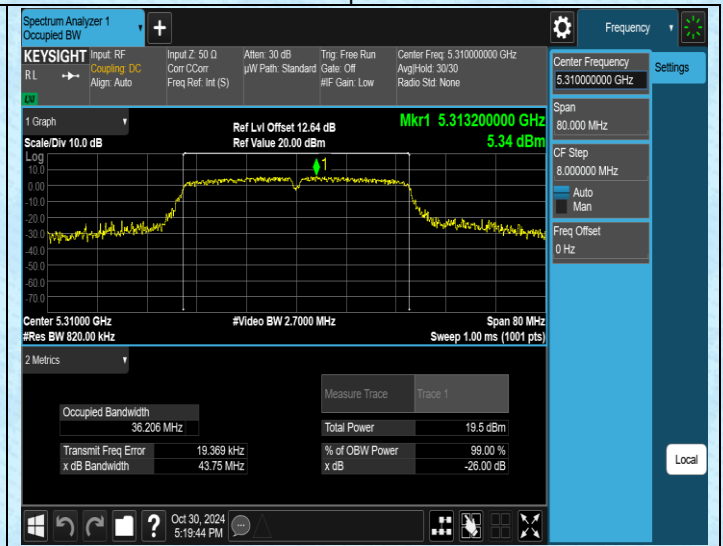 Spectrum Analyzer 1
Occupied BW
Frequency
KEYSIGHT
RL
Input: RF
Coupling: DC
Align: Auto
Input Z: 50 Ω
Corr CCorr
Freq Ref: Int (S)
Atten: 30 dB
µW Path: Standard
Trig: Free Run
Gate: Off
#IF Gain: Low
Center Freq: 5.310000000 GHz
Avg|Hold: 30/30
Radio Std: None
1 Graph
Scale/Div 10.0 dB
Ref Lvl Offset 12.64 dB
Ref Value 20.00 dBm
Mkr1 5.313200000 GHz
5.34 dBm
Log
10.0
0.00
-10.0
-20.0
-30.0
-40.0
-50.0
-60.0
-70.0
1
Center 5.31000 GHz
#Res BW 820.00 kHz
#Video BW 2.7000 MHz
Span 80 MHz
Sweep 1.00 ms (1001 pts)
2 Metrics
Measure Trace
Trace 1
Occupied Bandwidth
36.206 MHz
Total Power
19.5 dBm
Transmit Freq Error
19.369 kHz
% of OBW Power
99.00 %
x dB Bandwidth
43.75 MHz
x dB
-26.00 dB
Center Frequency
5.310000000 GHz
Settings
Span
80.000 MHz
CF Step
8.000000 MHz
Auto
Man
Freq Offset
0 Hz
Local
Oct 30, 2024
5:19:44 PM